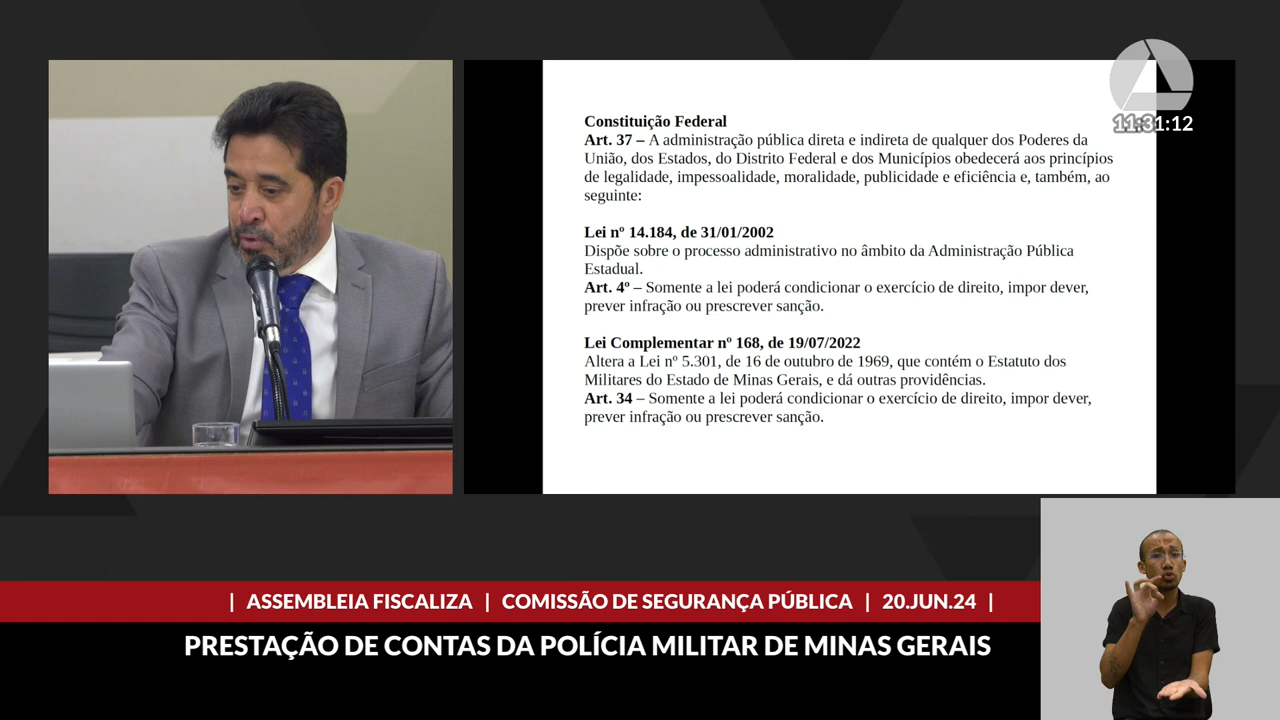 Constituição Federal
Art. 37 – A administração pública direta e indireta de qualquer dos Poderes da
União, dos Estados, do Distrito Federal e dos Municípios obedecerá aos princípios
de legalidade, impessoalidade, moralidade, publicidade e eficiência e, também, ao
seguinte:
Lei nº 14.184, de 31/01/2002
Dispõe sobre o processo administrativo no âmbito da Administração Pública
Estadual.
Art. 4º – Somente a lei poderá condicionar o exercício de direito, impor dever,
prever infração ou prescrever sanção.
Lei Complementar nº 168, de 19/07/2022
Altera a Lei nº 5.301, de 16 de outubro de 1969, que contém o Estatuto dos
Militares do Estado de Minas Gerais, e dá outras providências.
Art. 34 – Somente a lei poderá condicionar o exercício de direito, impor dever,
prever infração ou prescrever sanção.
11:31:12
| ASSEMBLEIA FISCALIZA | COMISSÃO DE SEGURANÇA PÚBLICA | 20.JUN.24 |
PRESTAÇÃO DE CONTAS DA POLÍCIA MILITAR DE MINAS GERAIS